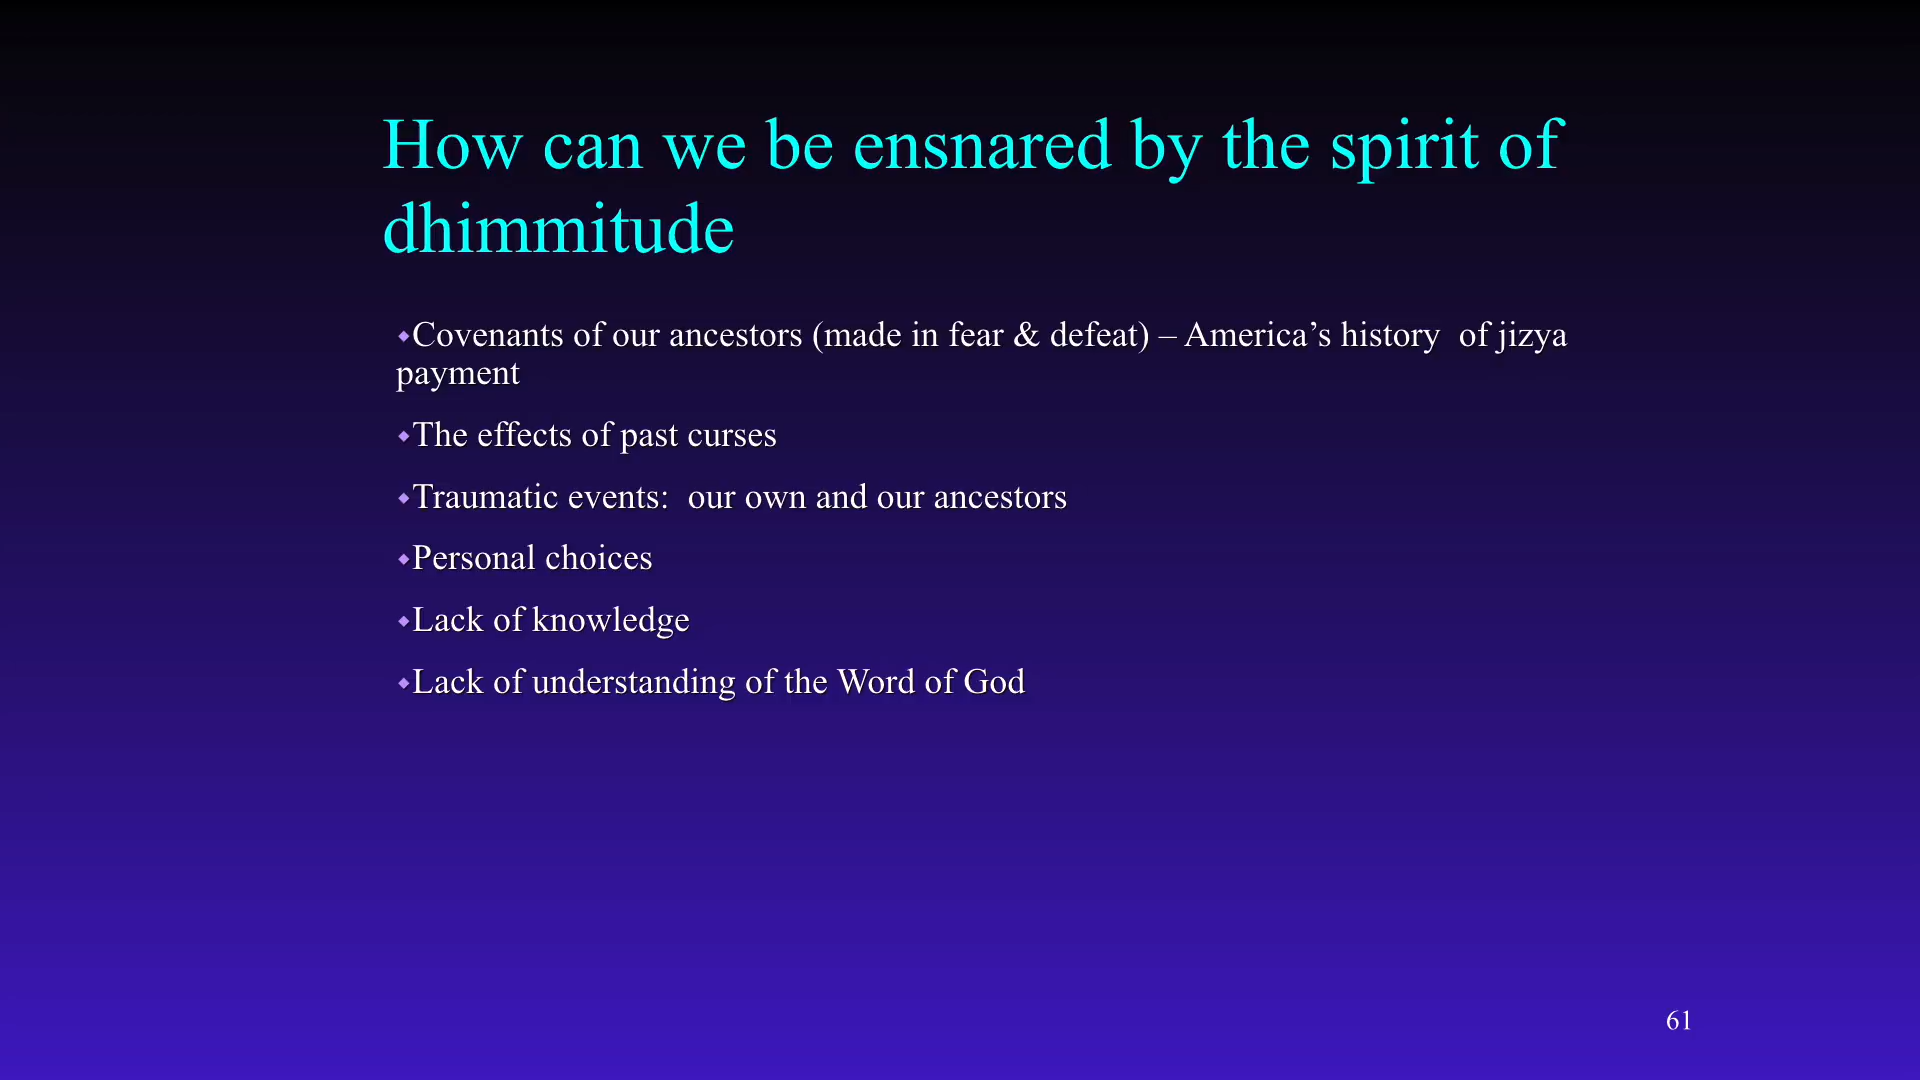 How can we be ensnared by the spirit of
dhimmitude
◆Covenants of our ancestors (made in fear & defeat) – America’s history  of jizya
payment
◆The effects of past curses
◆Traumatic events:  our own and our ancestors
◆Personal choices
◆Lack of knowledge
◆Lack of understanding of the Word of God
61